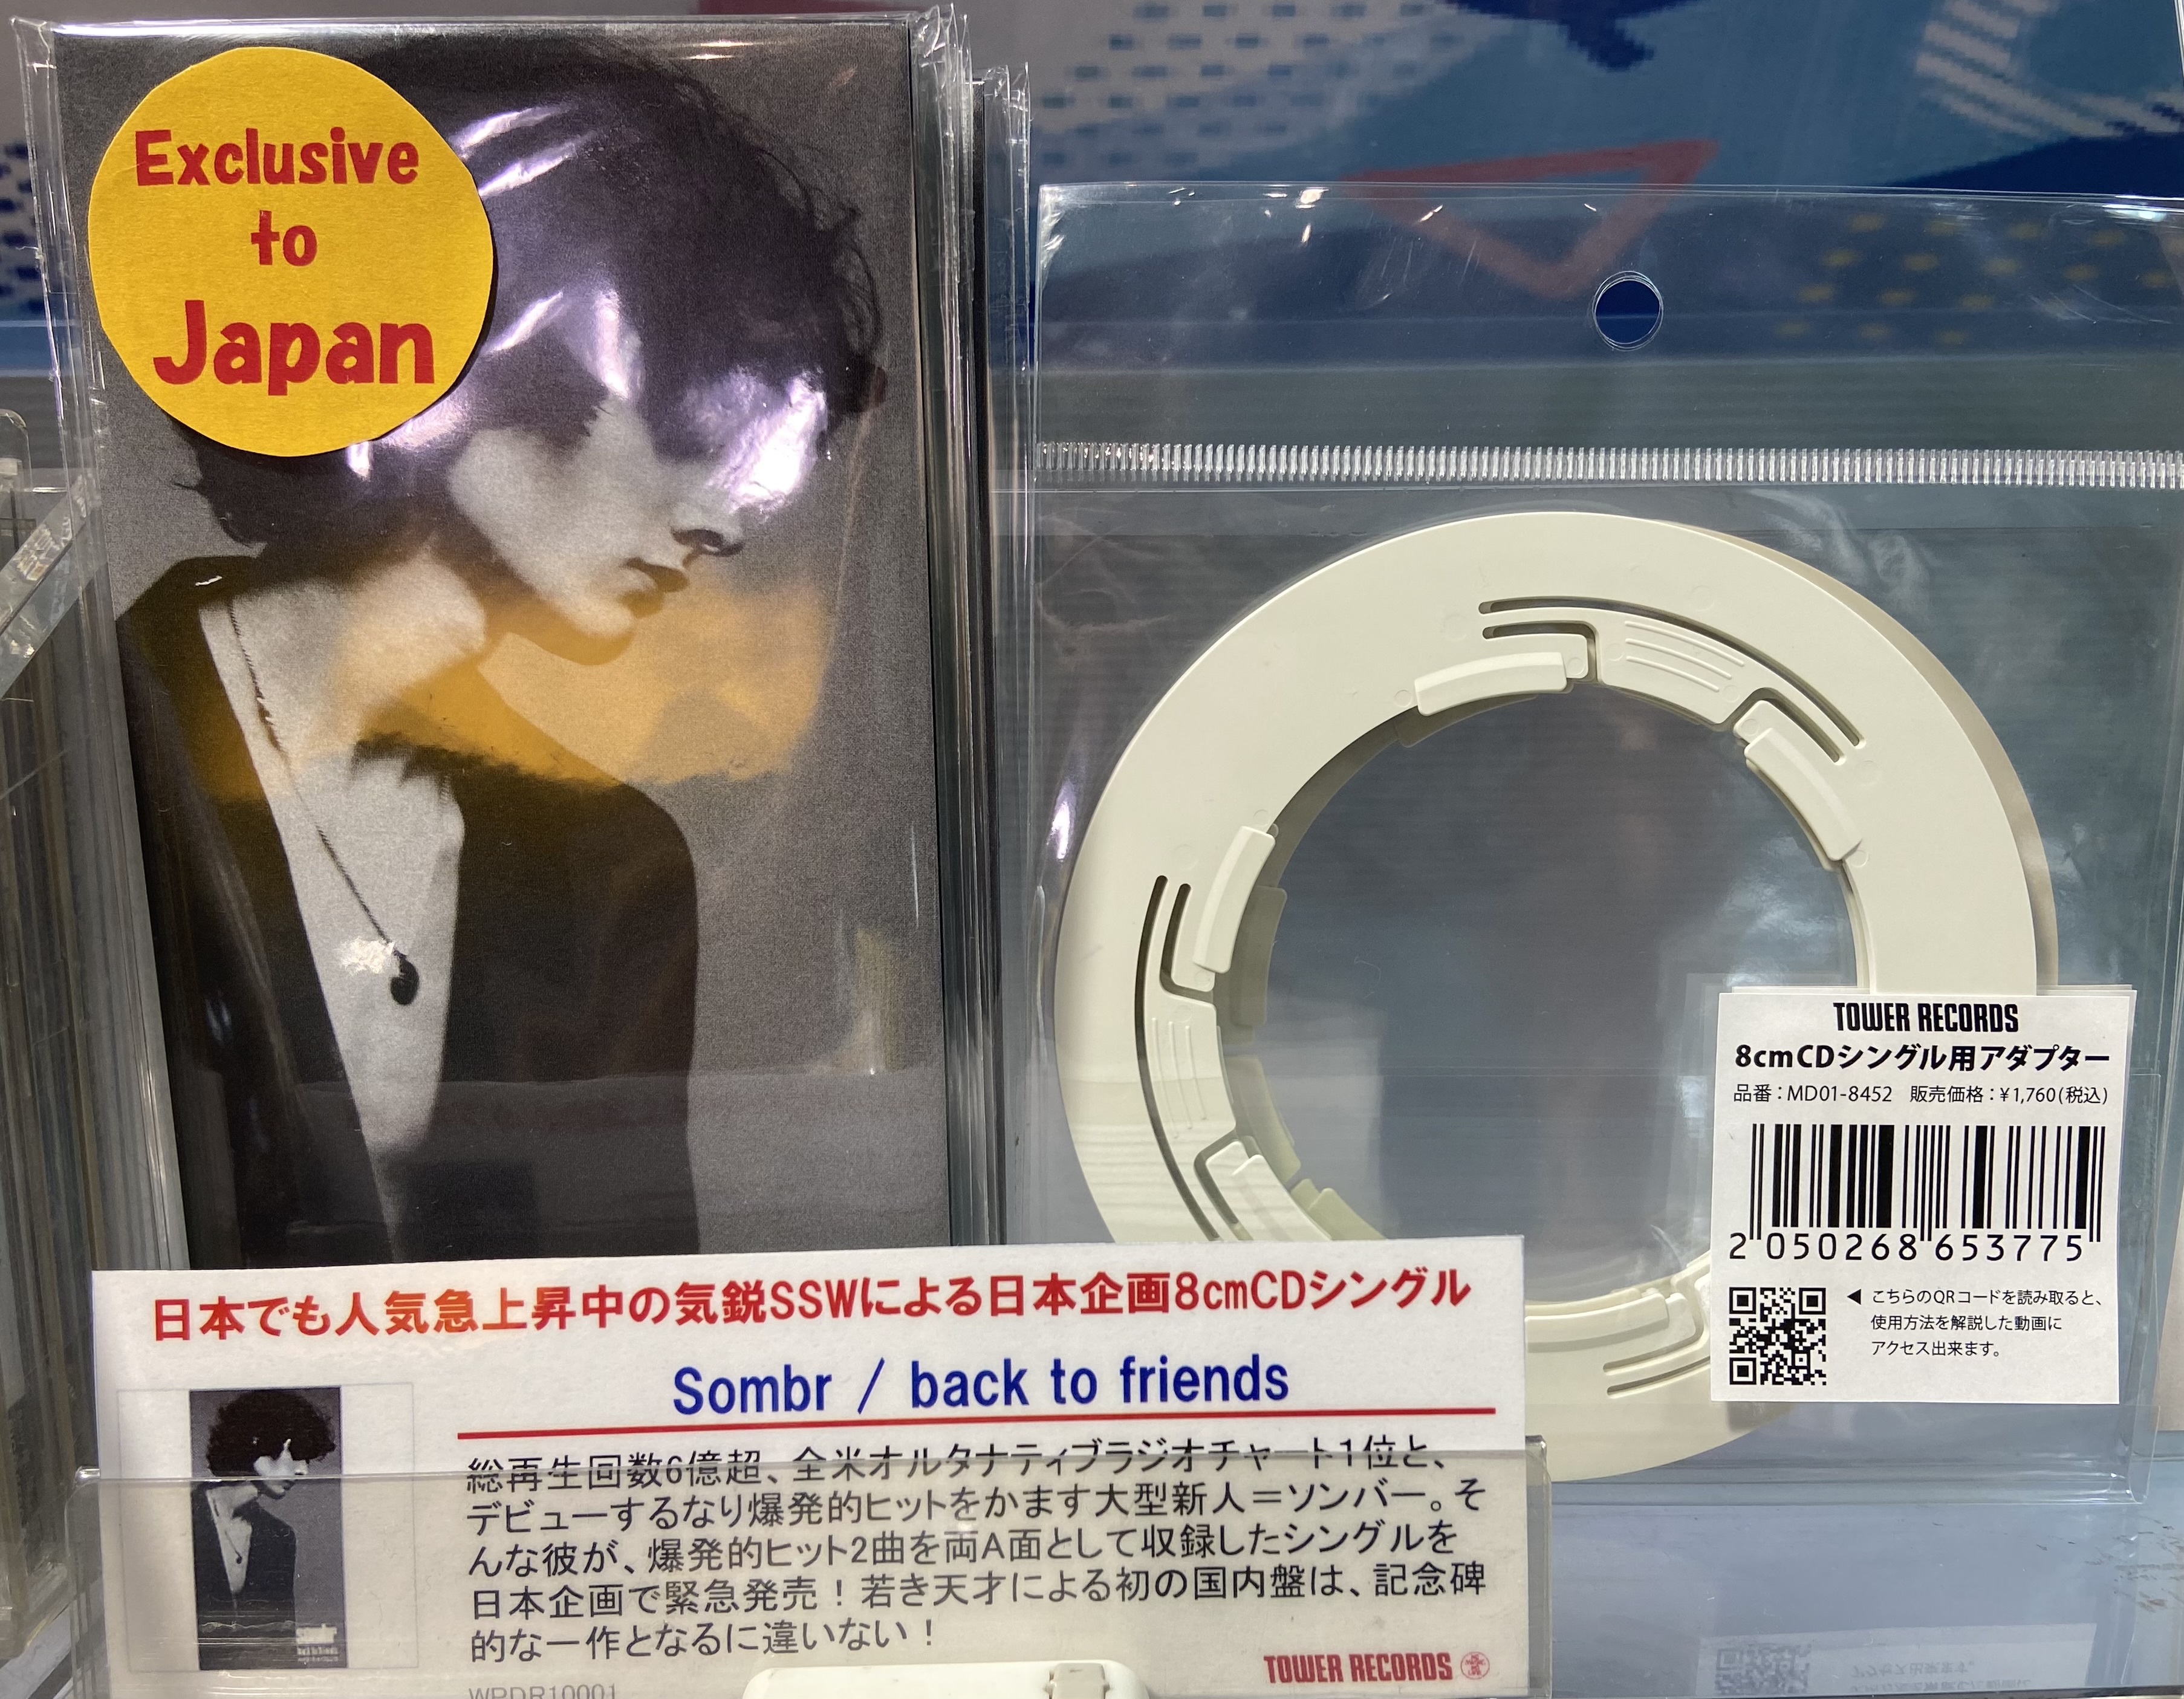 Exclusive
to
Japan
TOWER RECORDS
8cmCDシングル用アダプター
品番：MD01-8452 販売価格：¥1,760(税込)
2 050268 653775
◀ こちらのQRコードを読み取ると、
使用方法を解説した動画に
アクセス出来ます。
日本でも人気急上昇中の気鋭SSWによる日本企画8cmCDシングル
Sombr / back to friends
総再生回数6億超、全米オルタナティブラジオチャート1位と、
デビューするなり爆発的ヒットをかます大型新人＝ソンバー。そ
んな彼が、爆発的ヒット2曲を両A面として収録したシングルを
日本企画で緊急発売！若き天才による初の国内盤は、記念碑
的な一作となるに違いない！
TOWER RECORDS
WPDR10001